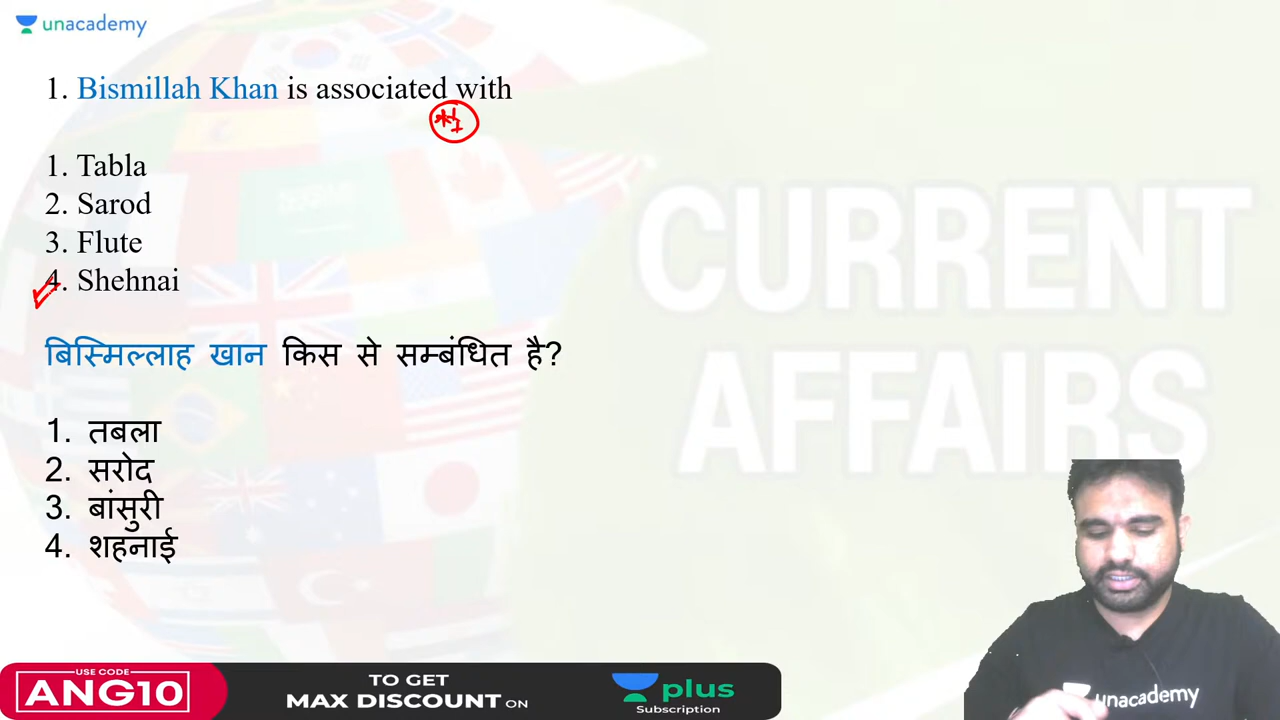 unacademy
1. Bismillah Khan is associated with
1. Tabla
2. Sarod
3. Flute
4. Shehnai
बिस्मिल्लाह खान किस से सम्बंधित है?
1. तबला
2. सरोद
3. बांसुरी
4. शहनाई
CURRENT
AFFAIRS
unacademy
USE CODE
ANG10
TO GET
MAX DISCOUNT ON
plus
Subscription